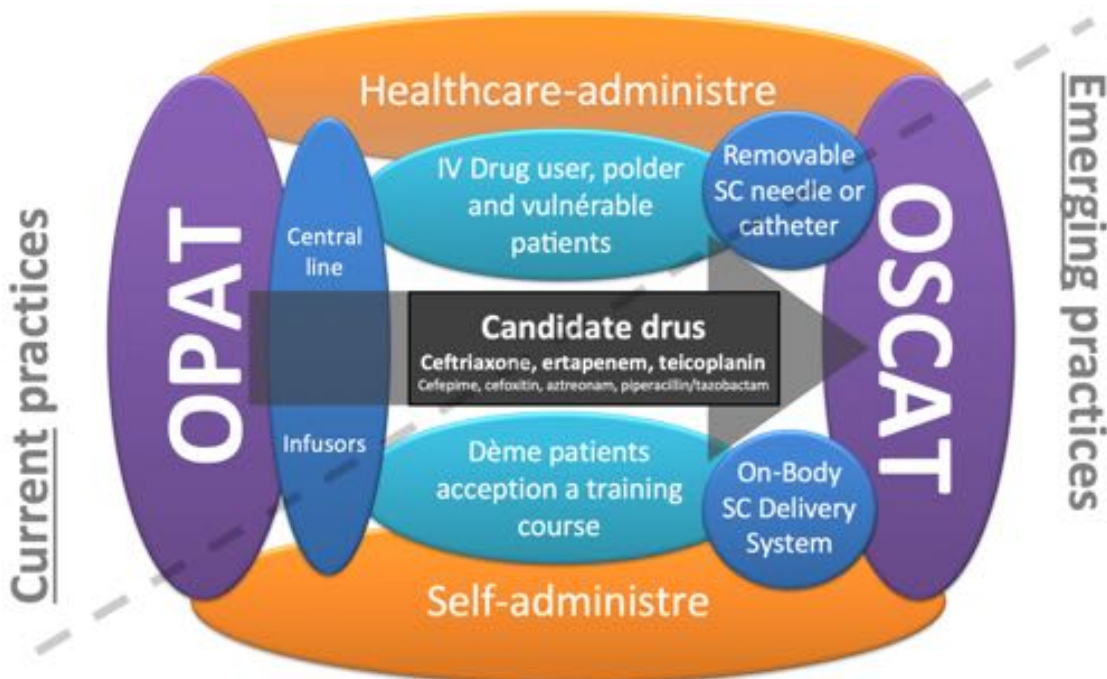 Healthcare-administre
Current practices
OPAT
Central
line
Infusors
IV Drug user, polder
and vulnérable
patients
Removable
SC needle or
catheter
Candidate drus
Ceftriaxone, ertapenem, teicoplanin
Cefepime, cefoxitin, aztreonam, piperacillin/tazobactam
Dème patients
acception a training
course
On-Body
SC Delivery
System
OSCAT
Emerging practices
Self-administre